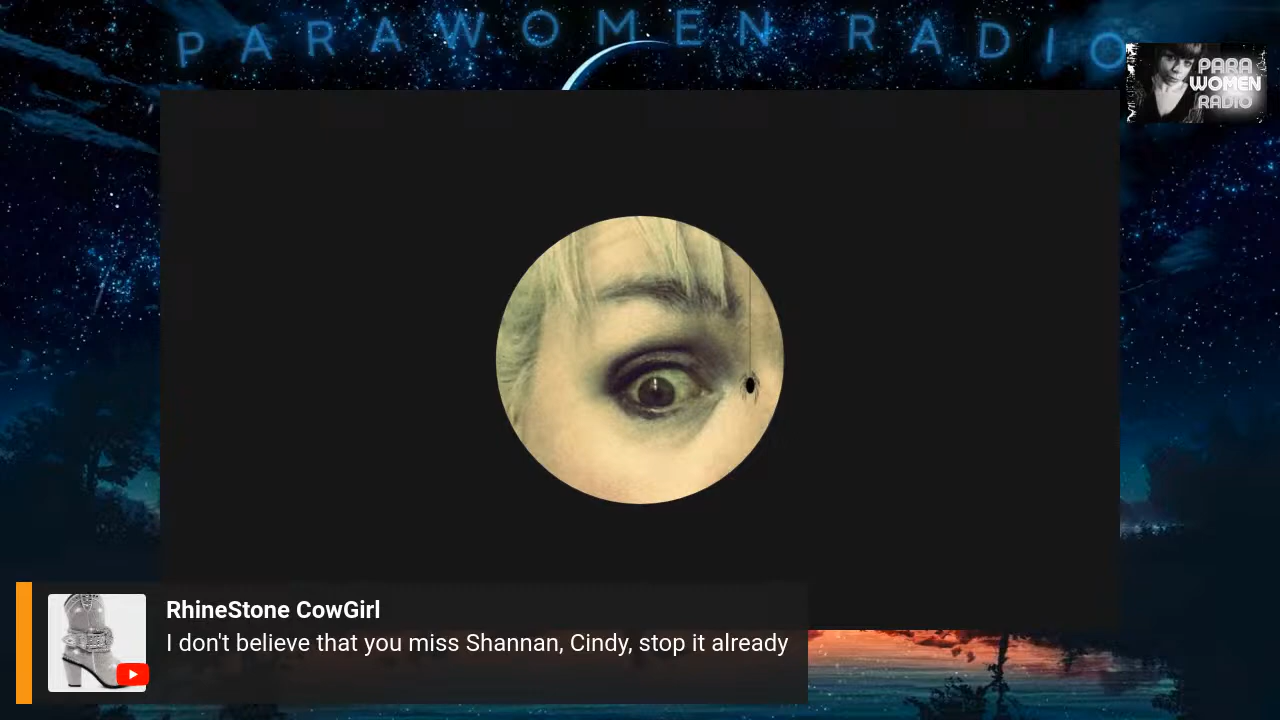 PARAWOMEN RADIO
PARA
WOMEN
RADIO
RhineStone CowGirl
I don't believe that you miss Shannan, Cindy, stop it already